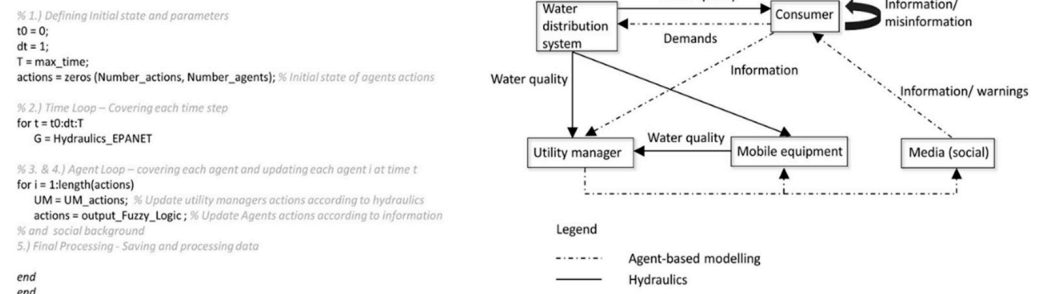 % 1.) Defining Initial state and parameters
t0 = 0;
dt = 1;
T = max_time;
actions = zeros (Number_actions, Number_agents); % Initial state of agents actions
% 2.) Time Loop – Covering each time step
for t = t0:dt:T
G = Hydraulics_EPANET
% 3. & 4.) Agent Loop – covering each agent and updating each agent i at time t
for i = 1:length(actions)
UM = UM_actions; % Update utility managers actions according to hydraulics
actions = output_Fuzzy_Logic ; % Update Agents actions according to information
% and social background
5.) Final Processing - Saving and processing data
end
end
Water
distribution
system
Consumer
Information/
misinformation
Demands
Information
Water quality
Information/ warnings
Utility manager
Water quality
Mobile equipment
Media (social)
Legend
Agent-based modelling
Hydraulics